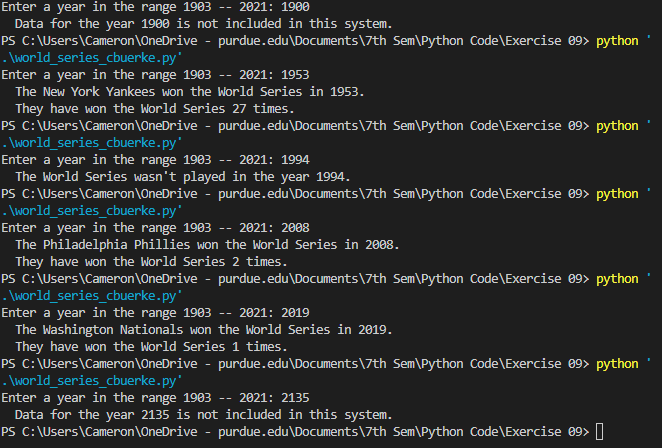 Enter a year in the range 1903 -- 2021: 1900
  Data for the year 1900 is not included in this system.
PS C:\Users\Cameron\OneDrive - purdue.edu\Documents\7th Sem\Python Code\Exercise 09> python '
.\world_series_cbuerke.py'
Enter a year in the range 1903 -- 2021: 1953
  The New York Yankees won the World Series in 1953.
  They have won the World Series 27 times.
PS C:\Users\Cameron\OneDrive - purdue.edu\Documents\7th Sem\Python Code\Exercise 09> python '
.\world_series_cbuerke.py'
Enter a year in the range 1903 -- 2021: 1994
  The World Series wasn't played in the year 1994.
PS C:\Users\Cameron\OneDrive - purdue.edu\Documents\7th Sem\Python Code\Exercise 09> python '
.\world_series_cbuerke.py'
Enter a year in the range 1903 -- 2021: 2008
  The Philadelphia Phillies won the World Series in 2008.
  They have won the World Series 2 times.
PS C:\Users\Cameron\OneDrive - purdue.edu\Documents\7th Sem\Python Code\Exercise 09> python '
.\world_series_cbuerke.py'
Enter a year in the range 1903 -- 2021: 2019
  The Washington Nationals won the World Series in 2019.
  They have won the World Series 1 times.
PS C:\Users\Cameron\OneDrive - purdue.edu\Documents\7th Sem\Python Code\Exercise 09> python '
.\world_series_cbuerke.py'
Enter a year in the range 1903 -- 2021: 2135
  Data for the year 2135 is not included in this system.
PS C:\Users\Cameron\OneDrive - purdue.edu\Documents\7th Sem\Python Code\Exercise 09>